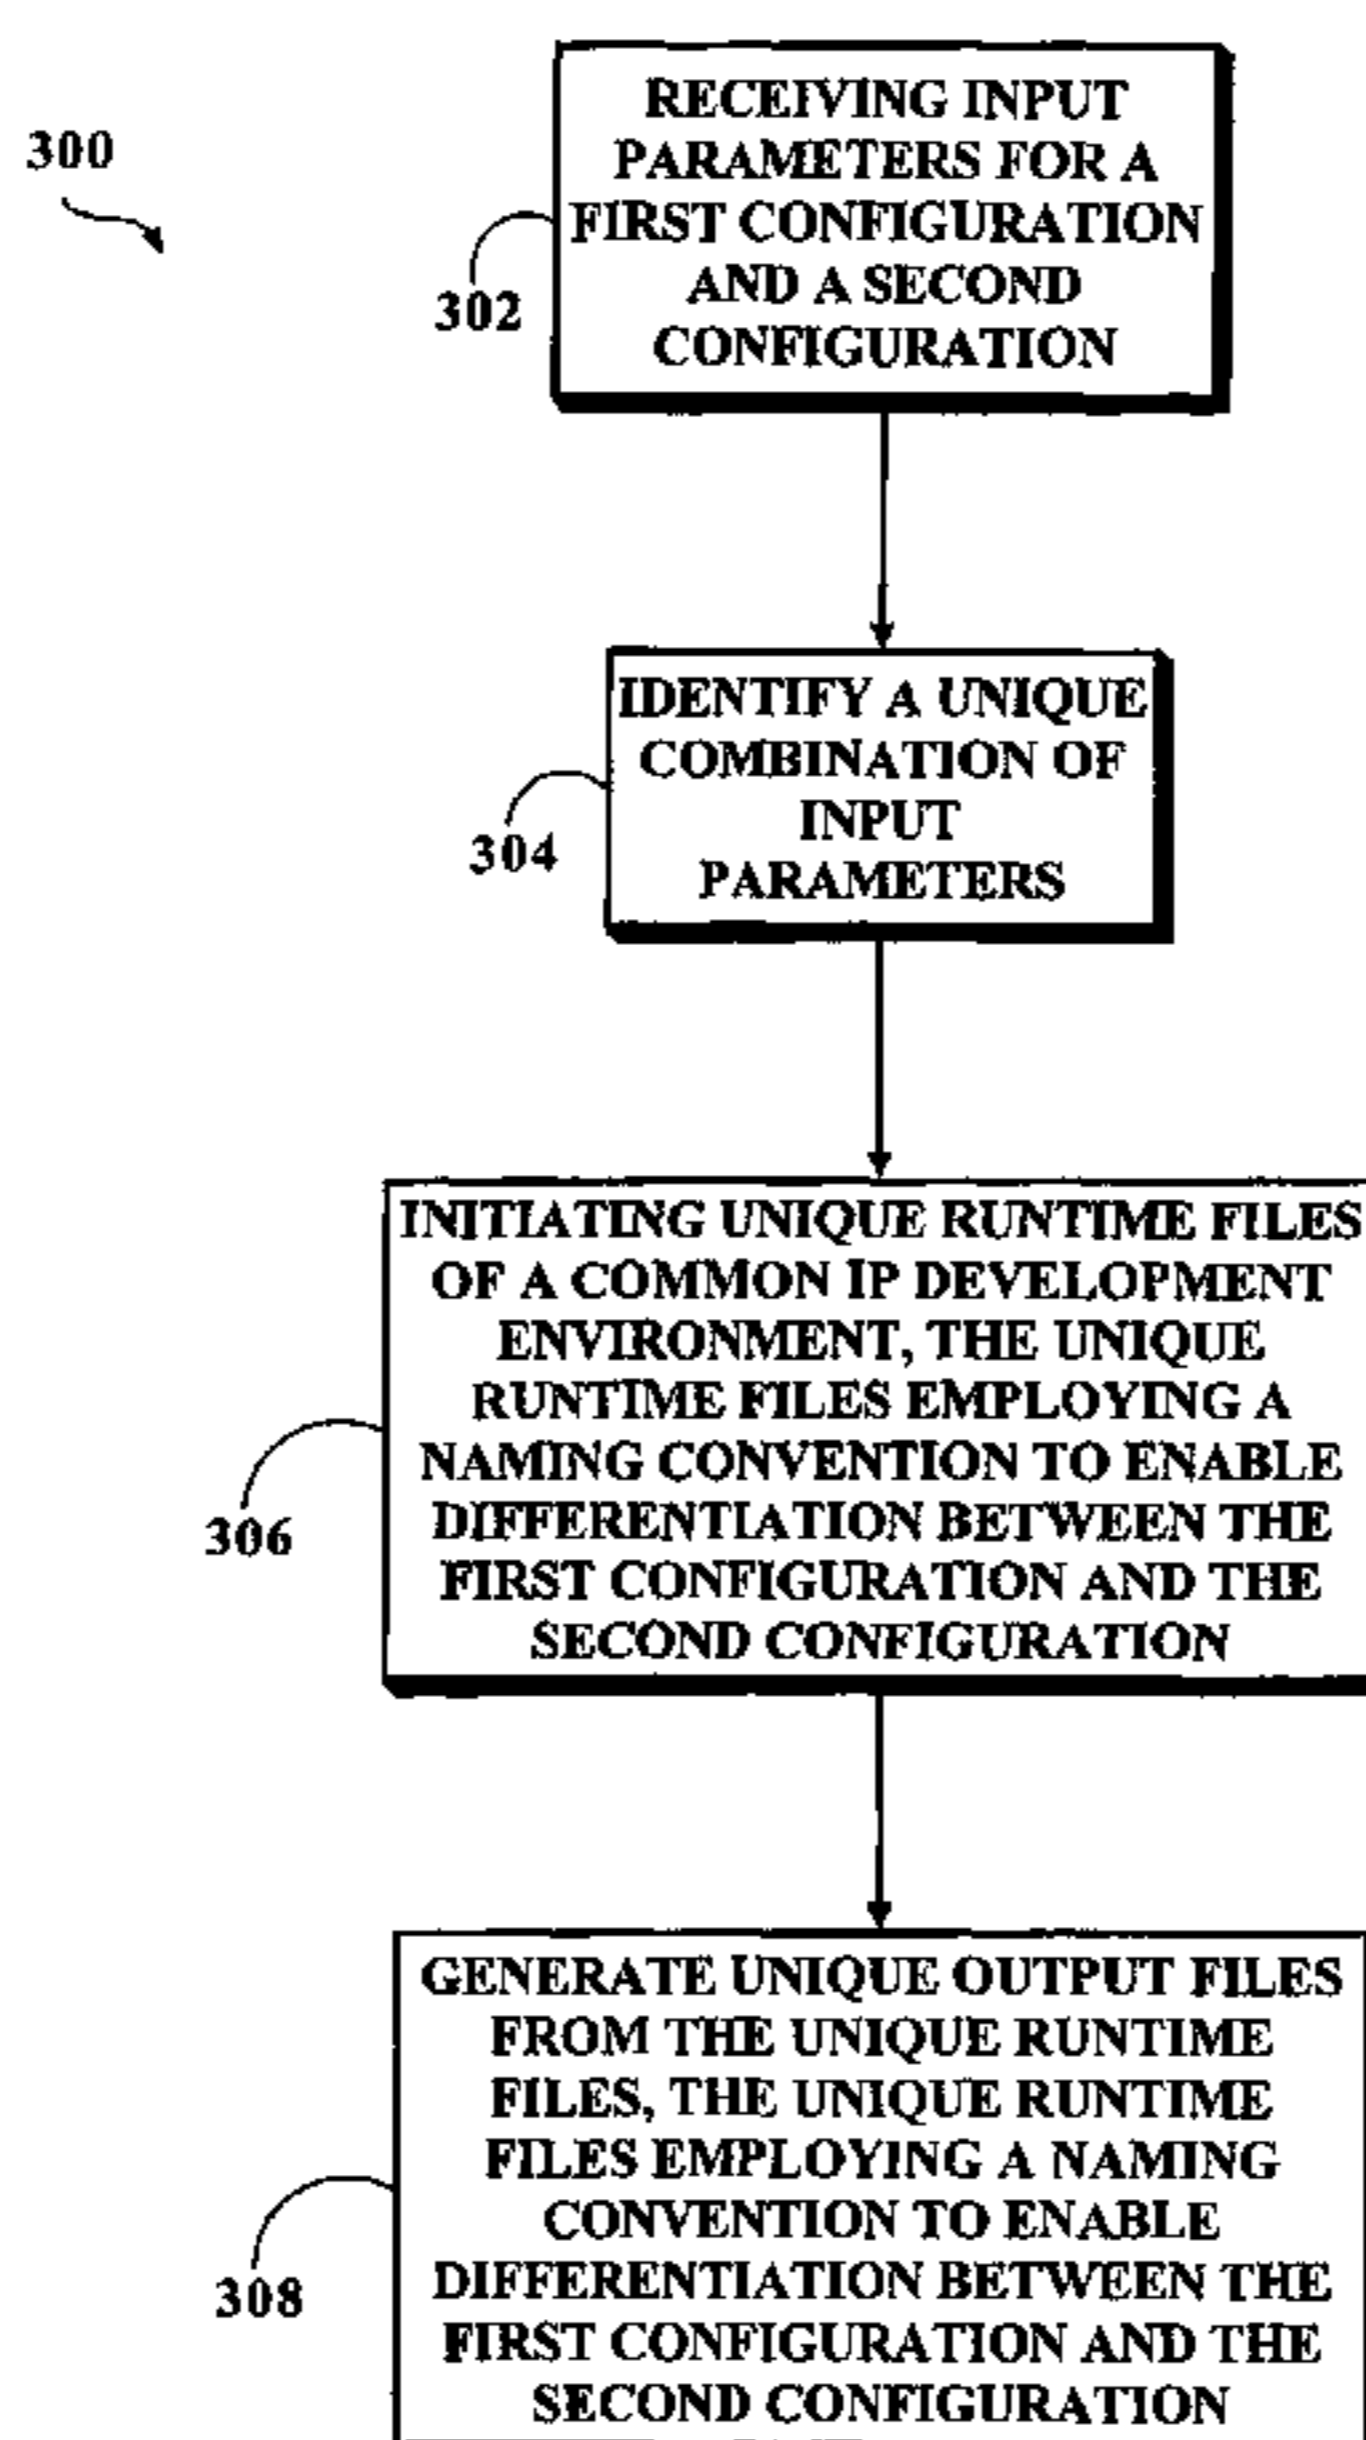 300
RECEIVING INPUT
PARAMETERS FOR A
FIRST CONFIGURATION
AND A SECOND
CONFIGURATION
302
IDENTIFY A UNIQUE
COMBINATION OF
INPUT
PARAMETERS
304
INITIATING UNIQUE RUNTIME FILES
OF A COMMON IP DEVELOPMENT
ENVIRONMENT, THE UNIQUE
RUNTIME FILES EMPLOYING A
NAMING CONVENTION TO ENABLE
DIFFERENTIATION BETWEEN THE
FIRST CONFIGURATION AND THE
SECOND CONFIGURATION
306
GENERATE UNIQUE OUTPUT FILES
FROM THE UNIQUE RUNTIME
FILES, THE UNIQUE RUNTIME
FILES EMPLOYING A NAMING
CONVENTION TO ENABLE
DIFFERENTIATION BETWEEN THE
FIRST CONFIGURATION AND THE
SECOND CONFIGURATION
308